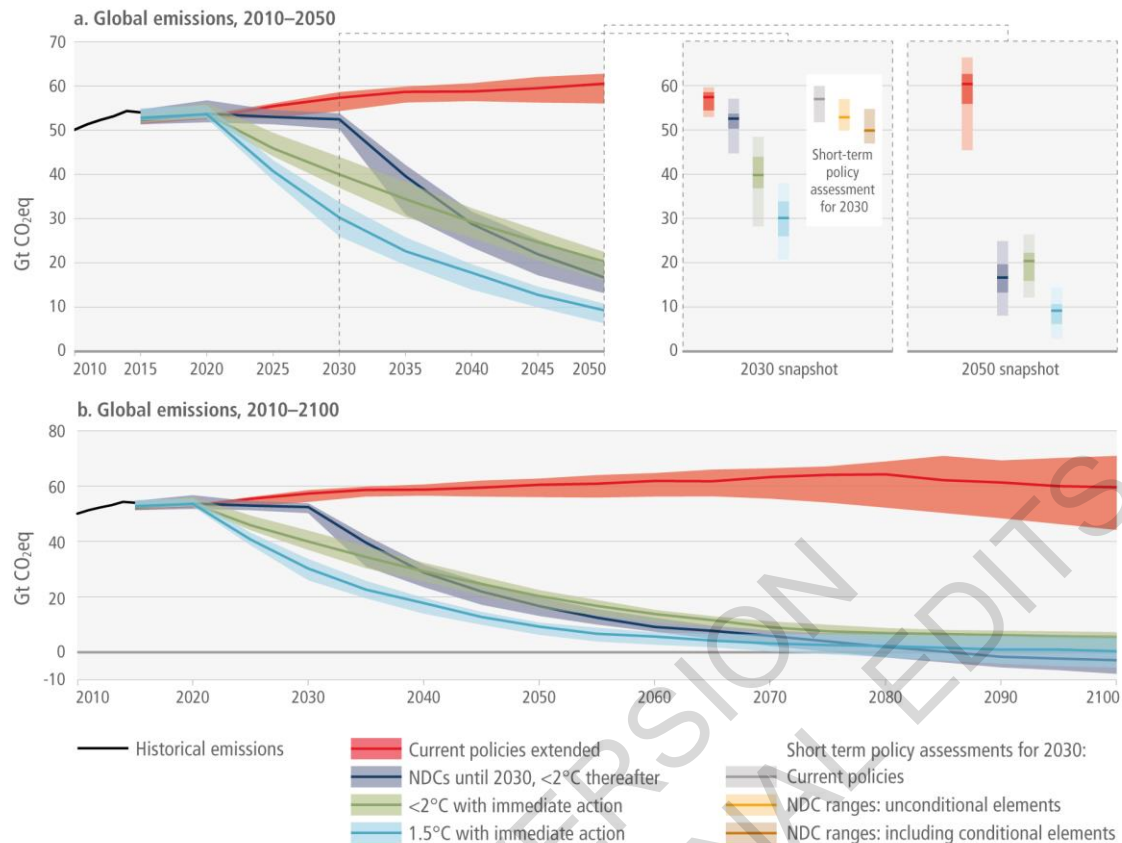 a. Global emissions, 2010–2050
70
60
50
40
30
20
10
0
Gt CO₂eq
2010 2015 2020 2025 2030 2035 2040 2045 2050
60
50
40
30
20
10
0
Short-term
policy
assessment
for 2030
2030 snapshot
2050 snapshot
b. Global emissions, 2010–2100
80
60
40
20
0
-10
Gt CO₂eq
2010 2020 2030 2040 2050 2060 2070 2080 2090 2100
Historical emissions
Current policies extended
NDCs until 2030, <2°C thereafter
<2°C with immediate action
1.5°C with immediate action
Short term policy assessments for 2030:
Current policies
NDC ranges: unconditional elements
NDC ranges: including conditional elements
VERSION
EDITS